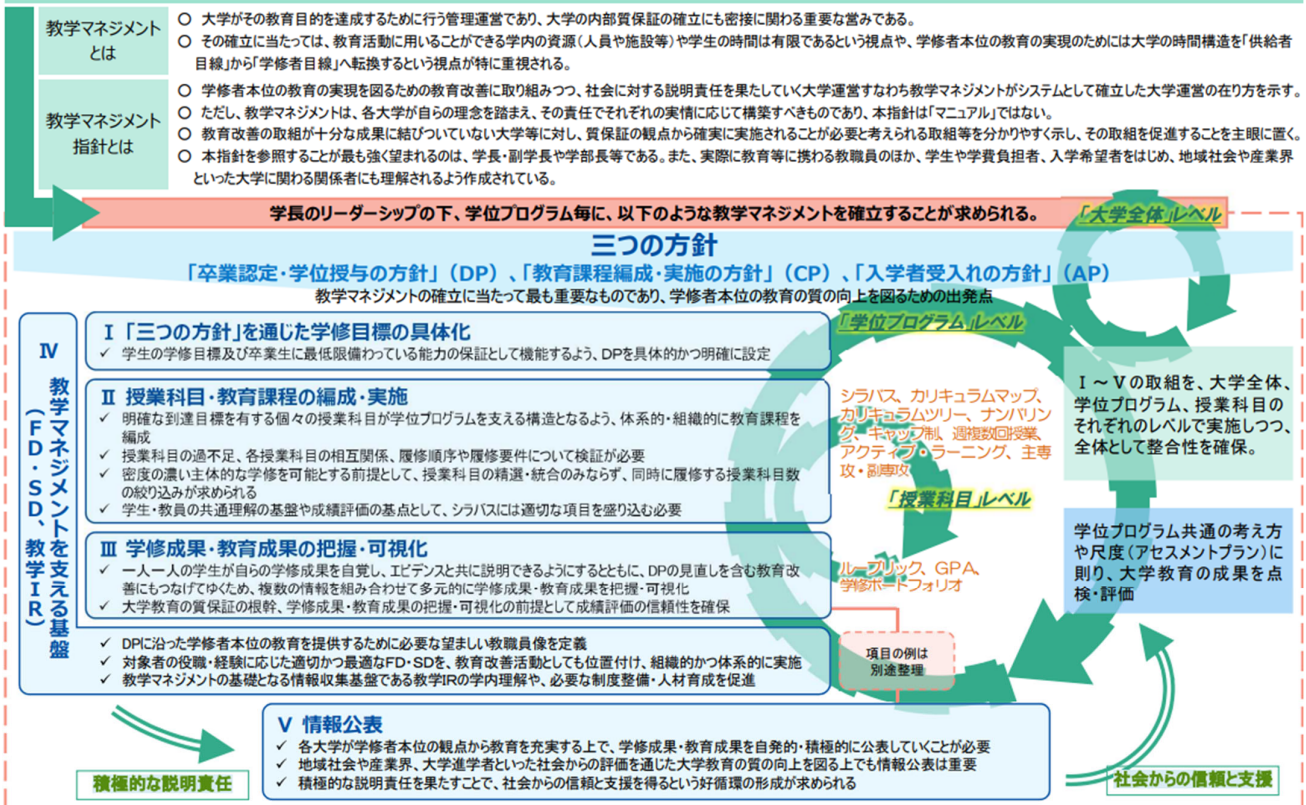 教学マネジメント
とは
○ 大学がその教育目的を達成するために行う管理運営であり、大学の内部質保証の確立にも密接に関わる重要な営みである。
○ その確立に当たっては、教育活動に用いることができる学内の資源（人員や施設等）や学生の時間は有限であるという視点や、学修者本位の教育の実現のためには大学の時間構造を「供給者
目線」から「学修者目線」へ転換するという視点が特に重視される。
教学マネジメント
指針とは
○ 学修者本位の教育の実現を図るための教育改善に取り組みつつ、社会に対する説明責任を果たしていく大学運営すなわち教学マネジメントがシステムとして確立した大学運営の在り方を示す。
○ ただし、教学マネジメントは、各大学が自らの理念を踏まえ、その責任でそれぞれの実情に応じて構築すべきものであり、本指針は「マニュアル」ではない。
○ 教育改善の取組が十分な成果に結びついていない大学等に対し、質保証の観点から確実に実施されることが必要と考えられる取組等を分かりやすく示し、その取組を促進することを主眼に置く。
○ 本指針を参照することが最も強く望まれるのは、学長・副学長や学部長等である。また、実際に教育等に携わる教職員のほか、学生や学費負担者、入学希望者をはじめ、地域社会や産業界
といった大学に関わる関係者にも理解されるよう作成されている。
学長のリーダーシップの下、学位プログラム毎に、以下のような教学マネジメントを確立することが求められる。
「大学全体」レベル
三つの方針
「卒業認定・学位授与の方針」（DP）、「教育課程編成・実施の方針」（CP）、「入学者受入れの方針」（AP）
教学マネジメントの確立に当たって最も重要なものであり、学修者本位の教育の質の向上を図るための出発点
Ⅳ 教学マネジメントを支える基盤
（FD・SD、教学IR）
Ⅰ 「三つの方針」を通じた学修目標の具体化
✓ 学生の学修目標及び卒業生に最低限備わっている能力の保証として機能するよう、DPを具体的かつ明確に設定
Ⅱ 授業科目・教育課程の編成・実施
✓ 明確な到達目標を有する個々の授業科目が学位プログラムを支える構造となるよう、体系的・組織的に教育課程を
編成
✓ 授業科目の過不足、各授業科目の相互関係、履修順序や履修要件について検証が必要
✓ 密度の濃い主体的な学修を可能とする前提として、授業科目の精選・統合のみならず、同時に履修する授業科目数
の絞り込みが求められる
✓ 学生・教員の共通理解の基盤や成績評価の基点として、シラバスには適切な項目を盛り込む必要
Ⅲ 学修成果・教育成果の把握・可視化
✓ 一人一人の学生が自らの学修成果を自覚し、エビデンスと共に説明できるようにするとともに、DPの見直しを含む教育改
善にもつなげてゆくため、複数の情報を組み合わせて多元的に学修成果・教育成果を把握・可視化
✓ 大学教育の質保証の根幹、学修成果・教育成果の把握・可視化の前提として成績評価の信頼性を確保
✓ DPに沿った学修者本位の教育を提供するために必要な望ましい教職員像を定義
✓ 対象者の役職・経験に応じた適切かつ最適なFD・SDを、教育改善活動としても位置付け、組織的かつ体系的に実施
✓ 教学マネジメントの基礎となる情報収集基盤である教学IRの学内理解や、必要な制度整備・人材育成を促進
「学位プログラム」レベル
シラバス、カリキュラムマップ、
カリキュラムツリー、ナンバリン
グ、キャップ制、週複数回授業、
アクティブ・ラーニング、主専
攻・副専攻
「授業科目」レベル
ルーブリック、GPA、
学修ポートフォリオ
項目の例は
別途整理
Ⅰ～Ⅴの取組を、大学全体、
学位プログラム、授業科目の
それぞれのレベルで実施しつつ、
全体として整合性を確保。
学位プログラム共通の考え方
や尺度（アセスメントプラン）に
則り、大学教育の成果を点
検・評価
Ⅴ 情報公表
✓ 各大学が学修者本位の観点から教育を充実する上で、学修成果・教育成果を自発的・積極的に公表していくことが必要
✓ 地域社会や産業界、大学進学者といった社会からの評価を通じた大学教育の質の向上を図る上でも情報公表は重要
✓ 積極的な説明責任を果たすことで、社会からの信頼と支援を得るという好循環の形成が求められる
積極的な説明責任
社会からの信頼と支援